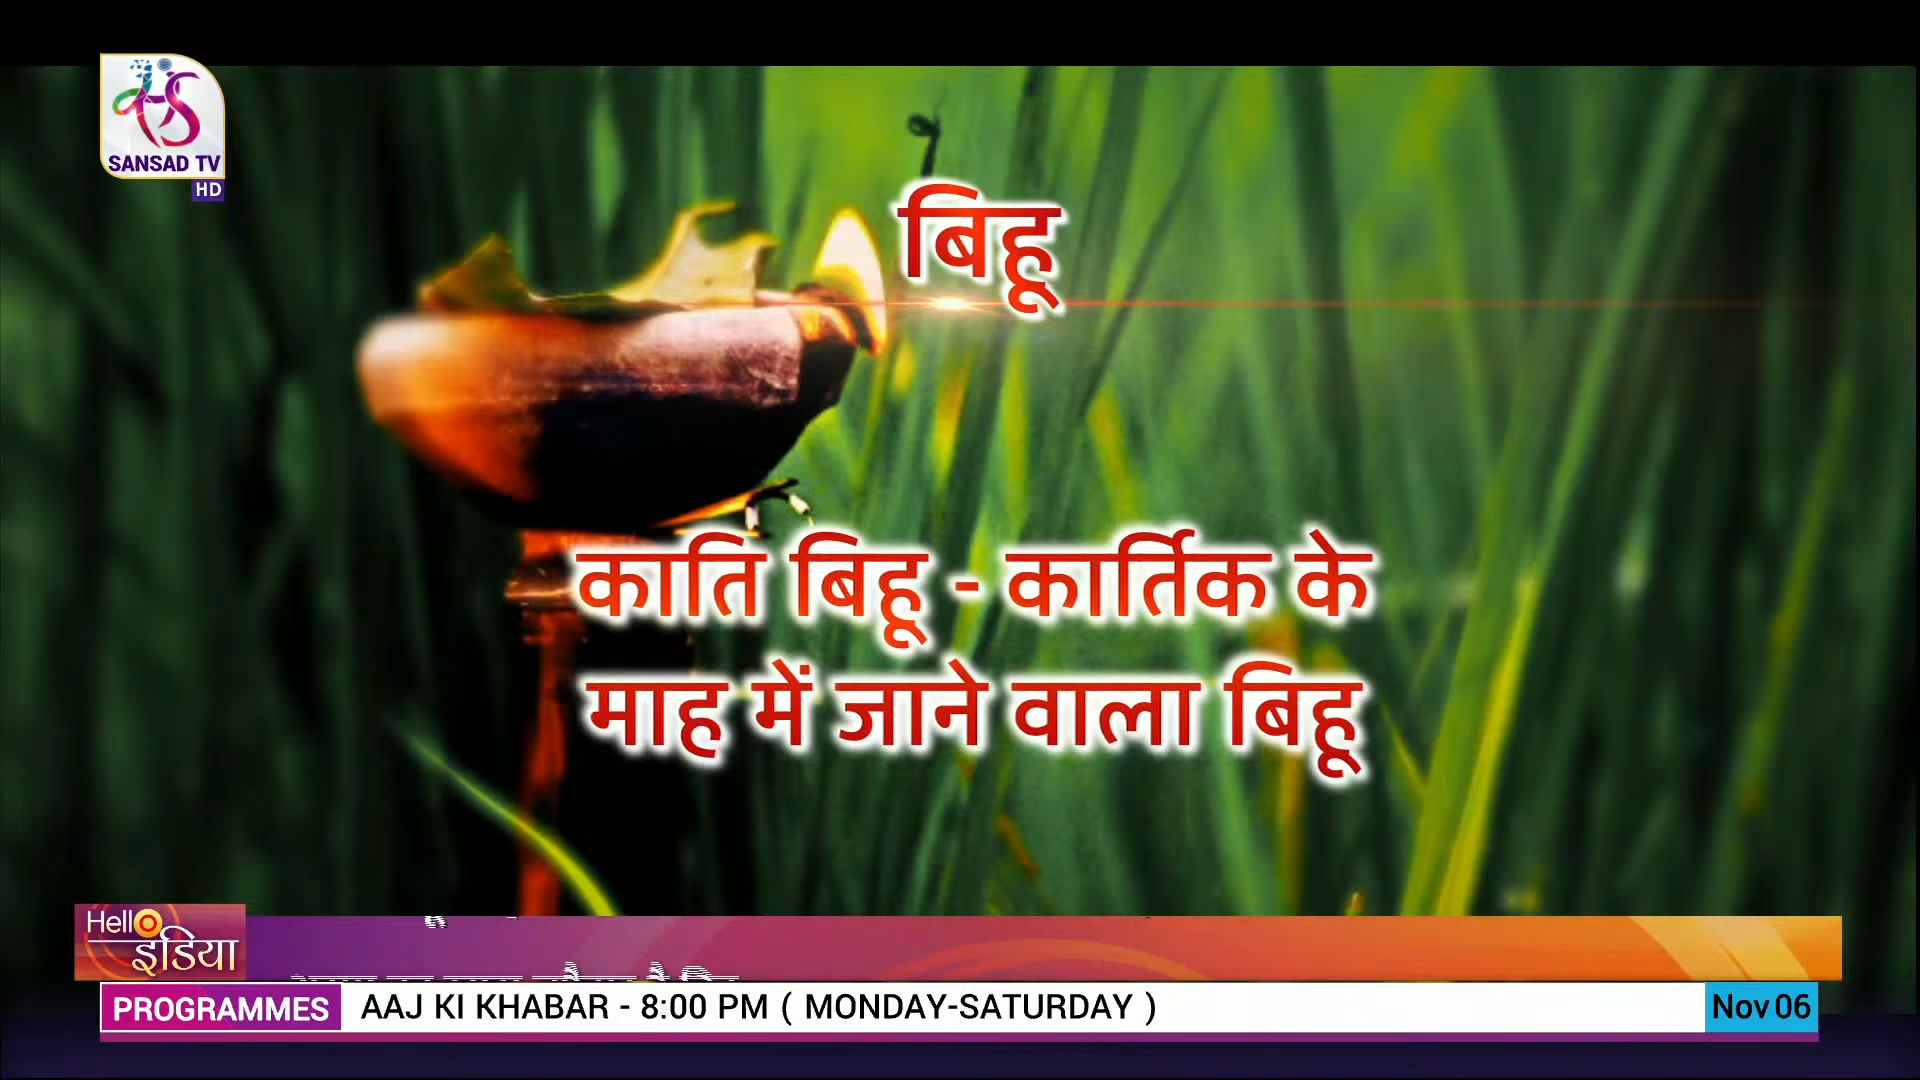 SANSAD TV
HD
बिहू
काति बिहू - कार्तिक के
माह में जाने वाला बिहू
Hello
इंडिया
PROGRAMMES AAJ KI KHABAR - 8:00 PM ( MONDAY-SATURDAY ) Nov 06